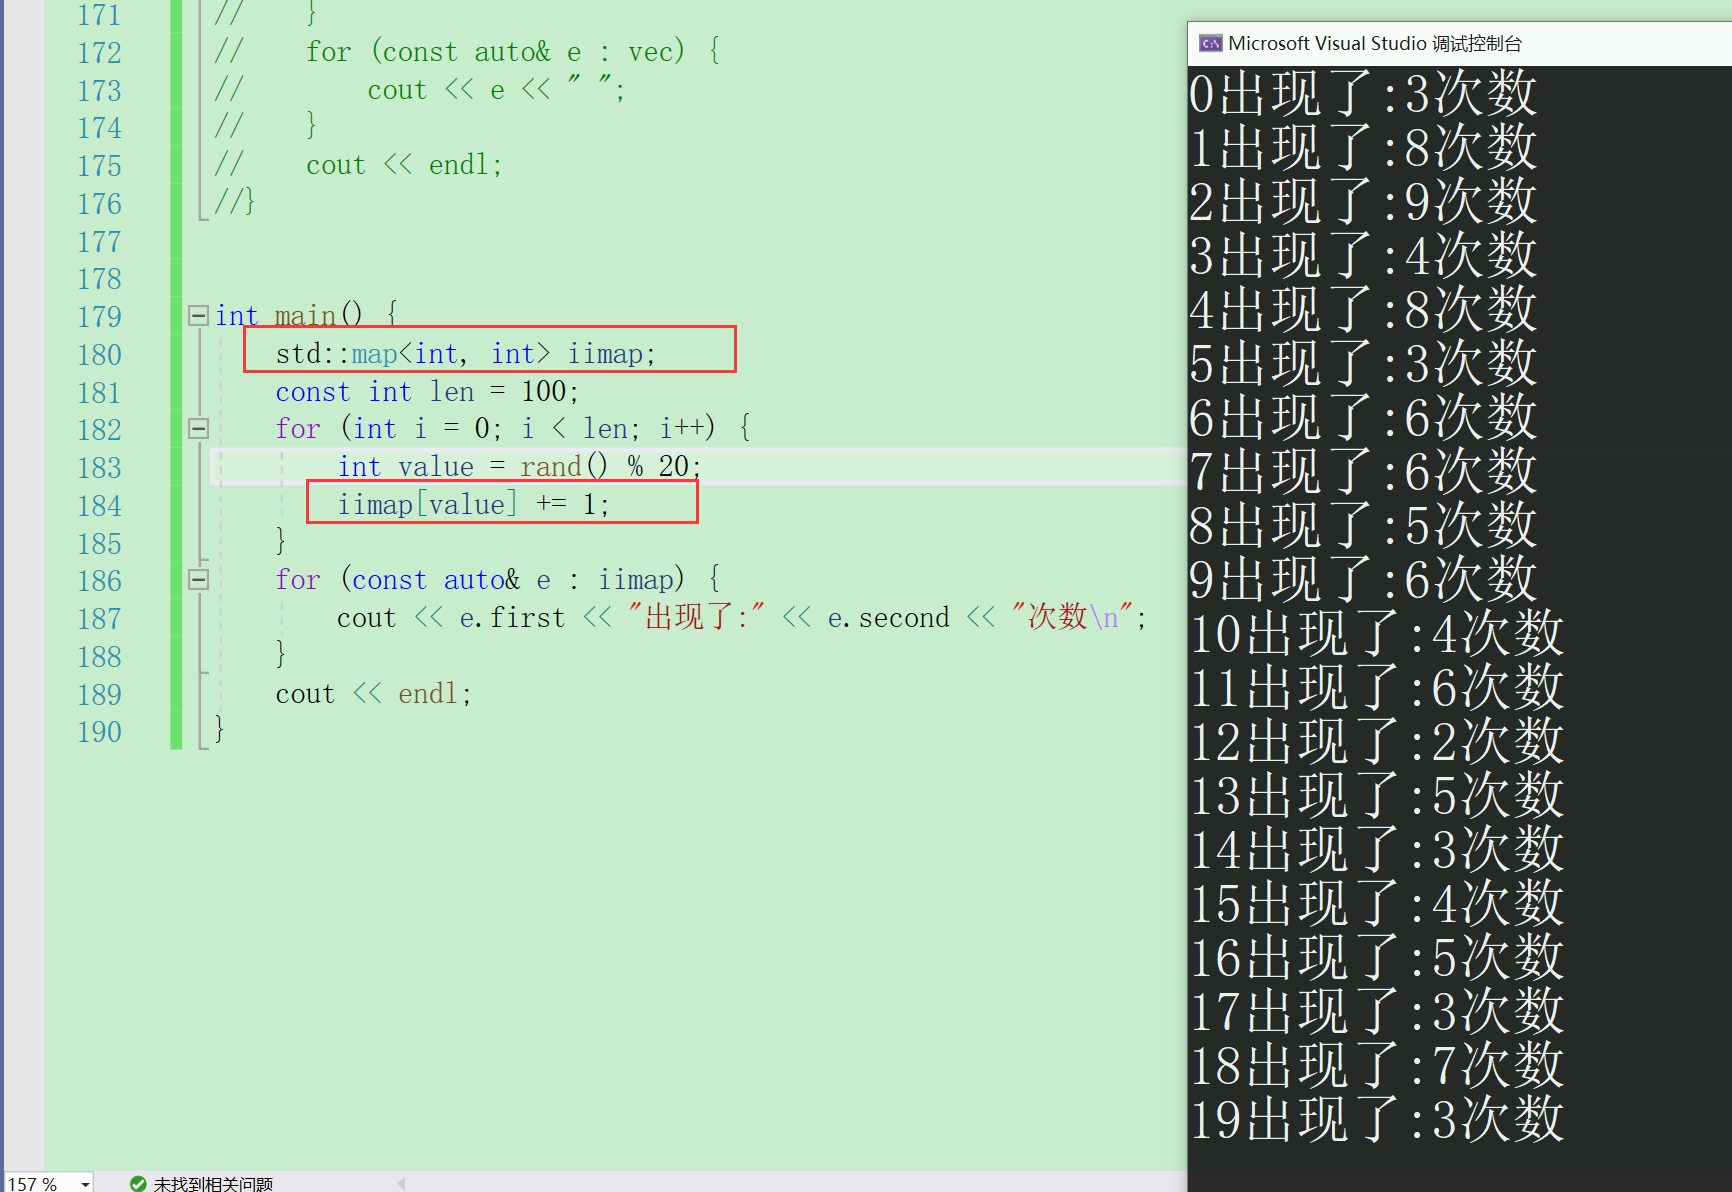 171 //    }
172 //    for (const auto& e : vec) {
173 //        cout << e << " ";
174 //    }
175 //    cout << endl;
176 //}
177
178
179 int main() {
180     std::map<int, int> iimap;
181     const int len = 100;
182     for (int i = 0; i < len; i++) {
183         int value = rand() % 20;
184         iimap[value] += 1;
185     }
186     for (const auto& e : iimap) {
187         cout << e.first << "出现了:" << e.second << "次数\n";
188     }
189     cout << endl;
190 }
157 %
未找到相关问题
Microsoft Visual Studio 调试控制台
0出现了:3次数
1出现了:8次数
2出现了:9次数
3出现了:4次数
4出现了:8次数
5出现了:3次数
6出现了:6次数
7出现了:6次数
8出现了:5次数
9出现了:6次数
10出现了:4次数
11出现了:6次数
12出现了:2次数
13出现了:5次数
14出现了:3次数
15出现了:4次数
16出现了:5次数
17出现了:3次数
18出现了:7次数
19出现了:3次数